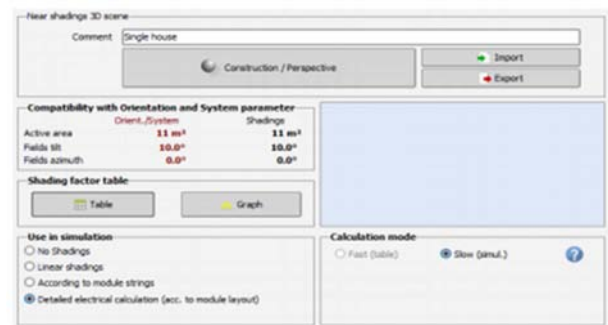 Near shadings 3D scene
Comment Single house
Construction / Perspective
Import
Export
Compatibility with Orientation and System parameter
Orient./System Shadings
Active area 11 m² 11 m²
Fields tilt 10.0° 10.0°
Fields azimuth 0.0° 0.0°
Shading factor table
Table Graph
Use in simulation
No Shadings
Linear shadings
According to module strings
Detailed electrical calculation (acc. to module layout)
Calculation mode
Fast (table) Slow (simul.) ?